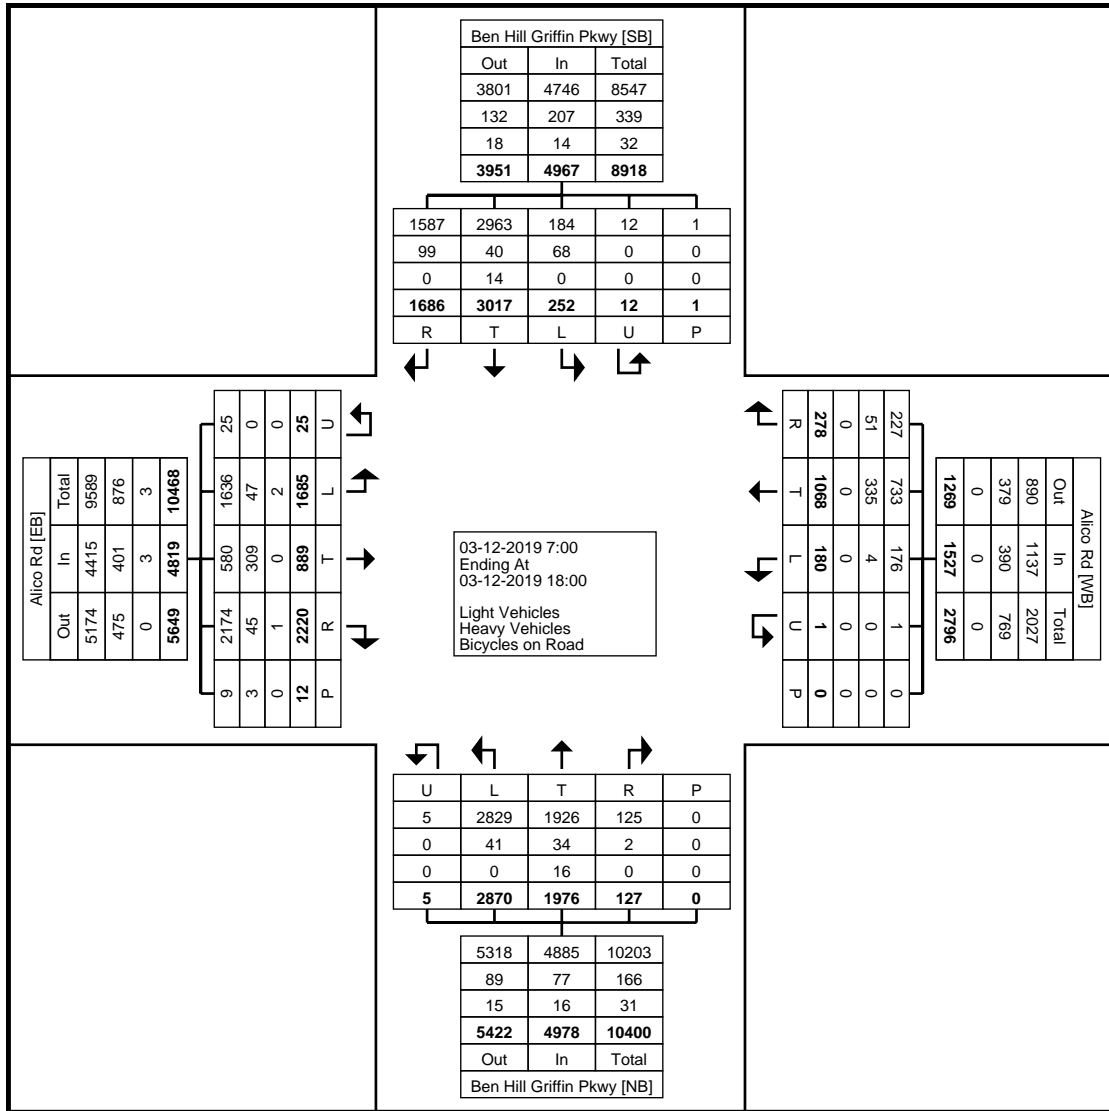 Ben Hill Griffin Pkwy [SB]
Out In Total
3801 4746 8547
132 207 339
18 14 32
3951 4967 8918
1587 2963 184 12 1
99 40 68 0 0
0 14 0 0 0
1686 3017 252 12 1
R T L U P
Alico Rd [EB]
Total In Out
9589 4415 5174
876 401 475
3 3 0
10468 4819 5649
25 1636 580 2174 9
0 47 309 45 3
0 2 0 1 0
25 1685 889 2220 12
U L T R P
03-12-2019 7:00
Ending At
03-12-2019 18:00
Light Vehicles
Heavy Vehicles
Bicycles on Road
Alico Rd [WB]
Out In Total
890 1137 2027
379 390 769
0 0 0
1269 1527 2796
227 733 176 1 0
51 335 4 0 0
0 0 0 0 0
278 1068 180 1 0
R T L U P
U L T R P
5 2829 1926 125 0
0 41 34 2 0
0 0 16 0 0
5 2870 1976 127 0
5318 4885 10203
89 77 166
15 16 31
5422 4978 10400
Out In Total
Ben Hill Griffin Pkwy [NB]